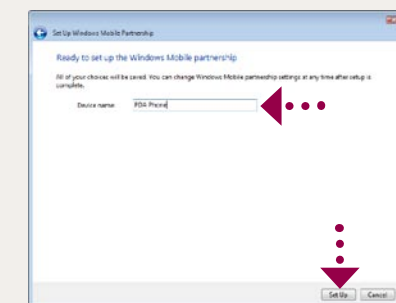 Set Up Windows Mobile Partnership
Ready to set up the Windows Mobile partnership
All of your choices will be saved. You can change Windows Mobile partnership settings at any time after setup is
complete.
Device name: PDA Phone
Set Up Cancel